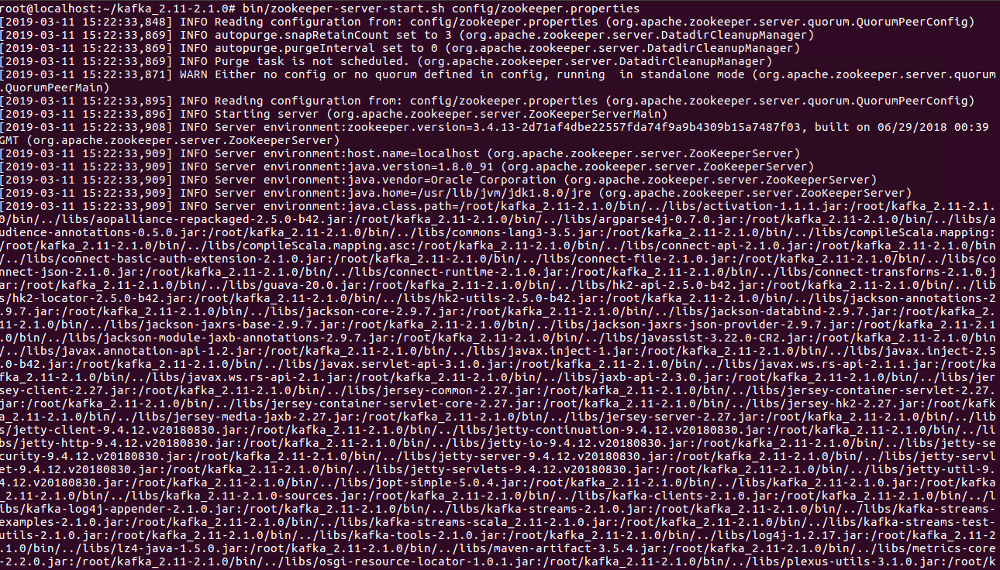 root@localhost:~/kafka_2.11-2.1.0# bin/zookeeper-server-start.sh config/zookeeper.properties
[2019-03-11 15:22:33,848] INFO Reading configuration from: config/zookeeper.properties (org.apache.zookeeper.server.quorum.QuorumPeerConfig)
[2019-03-11 15:22:33,869] INFO autopurge.snapRetainCount set to 3 (org.apache.zookeeper.server.DatadirCleanupManager)
[2019-03-11 15:22:33,869] INFO autopurge.purgeInterval set to 0 (org.apache.zookeeper.server.DatadirCleanupManager)
[2019-03-11 15:22:33,869] INFO Purge task is not scheduled. (org.apache.zookeeper.server.DatadirCleanupManager)
[2019-03-11 15:22:33,871] WARN Either no config or no quorum defined in config, running  in standalone mode (org.apache.zookeeper.server.quorum
.QuorumPeerMain)
[2019-03-11 15:22:33,895] INFO Reading configuration from: config/zookeeper.properties (org.apache.zookeeper.server.quorum.QuorumPeerConfig)
[2019-03-11 15:22:33,896] INFO Starting server (org.apache.zookeeper.server.ZooKeeperServerMain)
[2019-03-11 15:22:33,908] INFO Server environment:zookeeper.version=3.4.13-2d71af4dbe22557fda74f9a9b4309b15a7487f03, built on 06/29/2018 00:39
GMT (org.apache.zookeeper.server.ZooKeeperServer)
[2019-03-11 15:22:33,909] INFO Server environment:host.name=localhost (org.apache.zookeeper.server.ZooKeeperServer)
[2019-03-11 15:22:33,909] INFO Server environment:java.version=1.8.0_91 (org.apache.zookeeper.server.ZooKeeperServer)
[2019-03-11 15:22:33,909] INFO Server environment:java.vendor=Oracle Corporation (org.apache.zookeeper.server.ZooKeeperServer)
[2019-03-11 15:22:33,909] INFO Server environment:java.home=/usr/lib/jvm/jdk1.8.0/jre (org.apache.zookeeper.server.ZooKeeperServer)
[2019-03-11 15:22:33,909] INFO Server environment:java.class.path=/root/kafka_2.11-2.1.0/bin/../libs/activation-1.1.1.jar:/root/kafka_2.11-2.1.
0/bin/../libs/aopalliance-repackaged-2.5.0-b42.jar:/root/kafka_2.11-2.1.0/bin/../libs/argparse4j-0.7.0.jar:/root/kafka_2.11-2.1.0/bin/../libs/a
udience-annotations-0.5.0.jar:/root/kafka_2.11-2.1.0/bin/../libs/commons-lang3-3.5.jar:/root/kafka_2.11-2.1.0/bin/../libs/compileScala.mapping:
/root/kafka_2.11-2.1.0/bin/../libs/compileScala.mapping.asc:/root/kafka_2.11-2.1.0/bin/../libs/connect-api-2.1.0.jar:/root/kafka_2.11-2.1.0/bin
/../libs/connect-basic-auth-extension-2.1.0.jar:/root/kafka_2.11-2.1.0/bin/../libs/connect-file-2.1.0.jar:/root/kafka_2.11-2.1.0/bin/../libs/co
nnect-json-2.1.0.jar:/root/kafka_2.11-2.1.0/bin/../libs/connect-runtime-2.1.0.jar:/root/kafka_2.11-2.1.0/bin/../libs/connect-transforms-2.1.0.j
ar:/root/kafka_2.11-2.1.0/bin/../libs/guava-20.0.jar:/root/kafka_2.11-2.1.0/bin/../libs/hk2-api-2.5.0-b42.jar:/root/kafka_2.11-2.1.0/bin/../lib
s/hk2-locator-2.5.0-b42.jar:/root/kafka_2.11-2.1.0/bin/../libs/hk2-utils-2.5.0-b42.jar:/root/kafka_2.11-2.1.0/bin/../libs/jackson-annotations-2
.9.7.jar:/root/kafka_2.11-2.1.0/bin/../libs/jackson-core-2.9.7.jar:/root/kafka_2.11-2.1.0/bin/../libs/jackson-databind-2.9.7.jar:/root/kafka_2.
11-2.1.0/bin/../libs/jackson-jaxrs-base-2.9.7.jar:/root/kafka_2.11-2.1.0/bin/../libs/jackson-jaxrs-json-provider-2.9.7.jar:/root/kafka_2.11-2.1
.0/bin/../libs/jackson-module-jaxb-annotations-2.9.7.jar:/root/kafka_2.11-2.1.0/bin/../libs/javassist-3.22.0-CR2.jar:/root/kafka_2.11-2.1.0/bin
/../libs/javax.annotation-api-1.2.jar:/root/kafka_2.11-2.1.0/bin/../libs/javax.inject-1.jar:/root/kafka_2.11-2.1.0/bin/../libs/javax.inject-2.5
.0-b42.jar:/root/kafka_2.11-2.1.0/bin/../libs/javax.servlet-api-3.1.0.jar:/root/kafka_2.11-2.1.0/bin/../libs/javax.ws.rs-api-2.1.1.jar:/root/ka
fka_2.11-2.1.0/bin/../libs/javax.ws.rs-api-2.1.jar:/root/kafka_2.11-2.1.0/bin/../libs/jaxb-api-2.3.0.jar:/root/kafka_2.11-2.1.0/bin/../libs/jer
sey-client-2.27.jar:/root/kafka_2.11-2.1.0/bin/../libs/jersey-common-2.27.jar:/root/kafka_2.11-2.1.0/bin/../libs/jersey-container-servlet-2.27.
jar:/root/kafka_2.11-2.1.0/bin/../libs/jersey-container-servlet-core-2.27.jar:/root/kafka_2.11-2.1.0/bin/../libs/jersey-hk2-2.27.jar:/root/kafk
a_2.11-2.1.0/bin/../libs/jersey-media-jaxb-2.27.jar:/root/kafka_2.11-2.1.0/bin/../libs/jersey-server-2.27.jar:/root/kafka_2.11-2.1.0/bin/../lib
s/jetty-client-9.4.12.v20180830.jar:/root/kafka_2.11-2.1.0/bin/../libs/jetty-continuation-9.4.12.v20180830.jar:/root/kafka_2.11-2.1.0/bin/../li
bs/jetty-http-9.4.12.v20180830.jar:/root/kafka_2.11-2.1.0/bin/../libs/jetty-io-9.4.12.v20180830.jar:/root/kafka_2.11-2.1.0/bin/../libs/jetty-se
curity-9.4.12.v20180830.jar:/root/kafka_2.11-2.1.0/bin/../libs/jetty-server-9.4.12.v20180830.jar:/root/kafka_2.11-2.1.0/bin/../libs/jetty-servl
et-9.4.12.v20180830.jar:/root/kafka_2.11-2.1.0/bin/../libs/jetty-servlets-9.4.12.v20180830.jar:/root/kafka_2.11-2.1.0/bin/../libs/jetty-util-9.
4.12.v20180830.jar:/root/kafka_2.11-2.1.0/bin/../libs/jopt-simple-5.0.4.jar:/root/kafka_2.11-2.1.0/bin/../libs/kafka_2.11-2.1.0.jar:/root/kafka
_2.11-2.1.0/bin/../libs/kafka_2.11-2.1.0-sources.jar:/root/kafka_2.11-2.1.0/bin/../libs/kafka-clients-2.1.0.jar:/root/kafka_2.11-2.1.0/bin/../l
ibs/kafka-log4j-appender-2.1.0.jar:/root/kafka_2.11-2.1.0/bin/../libs/kafka-streams-2.1.0.jar:/root/kafka_2.11-2.1.0/bin/../libs/kafka-streams-
examples-2.1.0.jar:/root/kafka_2.11-2.1.0/bin/../libs/kafka-streams-scala_2.11-2.1.0.jar:/root/kafka_2.11-2.1.0/bin/../libs/kafka-streams-test-
utils-2.1.0.jar:/root/kafka_2.11-2.1.0/bin/../libs/kafka-tools-2.1.0.jar:/root/kafka_2.11-2.1.0/bin/../libs/log4j-1.2.17.jar:/root/kafka_2.11-2
.1.0/bin/../libs/lz4-java-1.5.0.jar:/root/kafka_2.11-2.1.0/bin/../libs/maven-artifact-3.5.4.jar:/root/kafka_2.11-2.1.0/bin/../libs/metrics-core
-2.2.0.jar:/root/kafka_2.11-2.1.0/bin/../libs/osgi-resource-locator-1.0.1.jar:/root/kafka_2.11-2.1.0/bin/../libs/plexus-utils-3.1.0.jar:/root/k